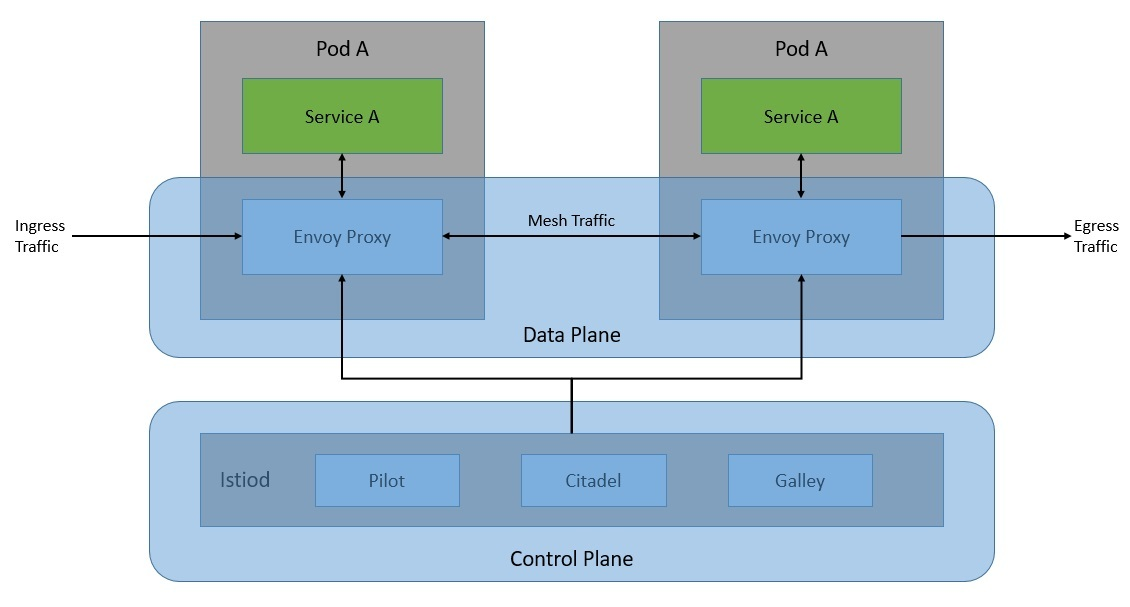 Pod A
Pod A
Service A
Service A
Ingress
Traffic
Envoy Proxy
Mesh Traffic
Envoy Proxy
Egress
Traffic
Data Plane
Istiod
Pilot
Citadel
Galley
Control Plane